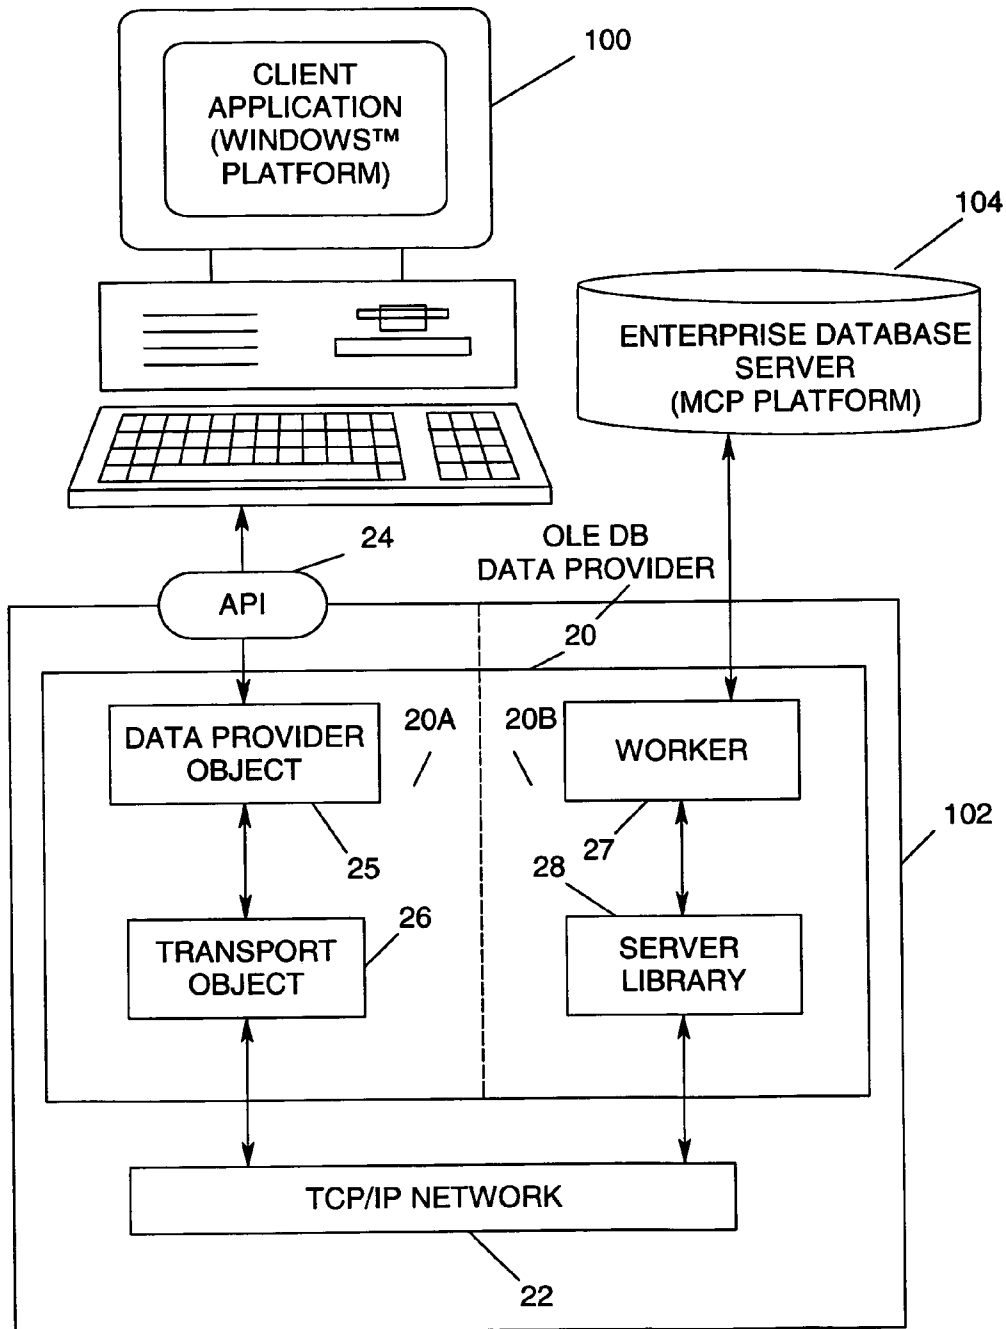 100
CLIENT
APPLICATION
(WINDOWS™
PLATFORM)
104
ENTERPRISE DATABASE
SERVER
(MCP PLATFORM)
24
OLE DB
DATA PROVIDER
API
20
20A
20B
DATA PROVIDER
OBJECT
WORKER
102
25
27
28
26
TRANSPORT
OBJECT
SERVER
LIBRARY
TCP/IP NETWORK
22